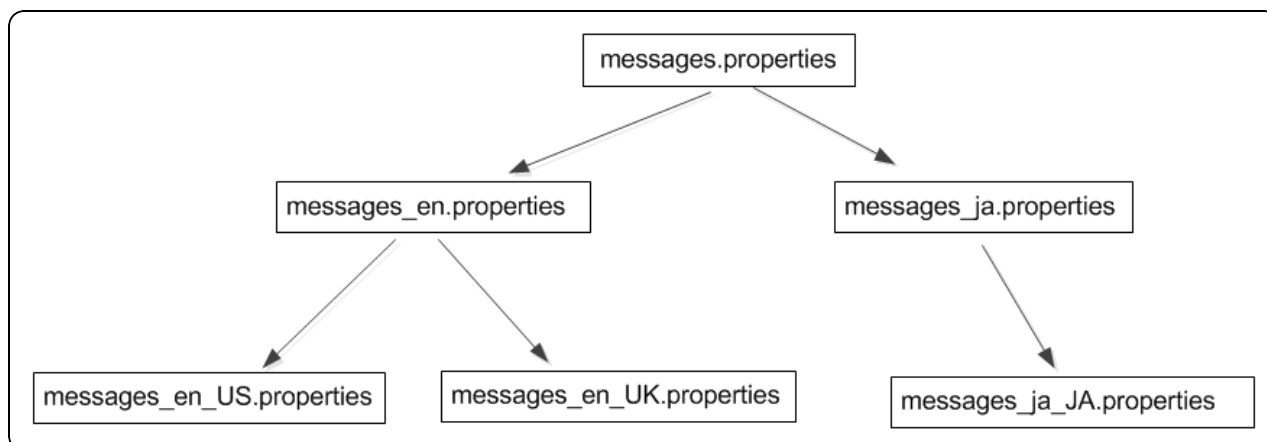 messages.properties
messages_en.properties
messages_ja.properties
messages_en_US.properties
messages_en_UK.properties
messages_ja_JA.properties